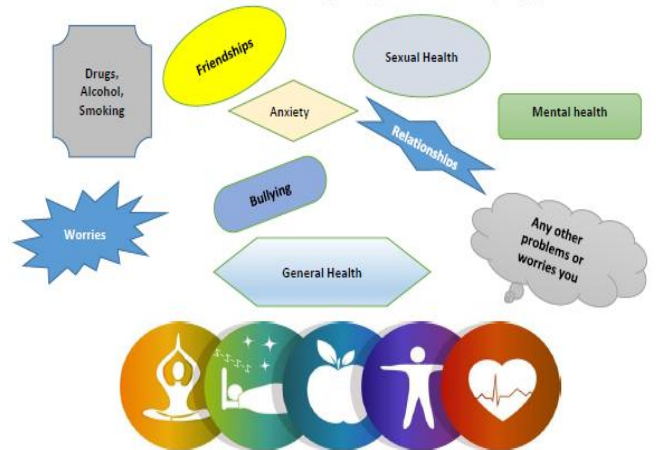 Friendships
Sexual Health
Drugs,
Alcohol,
Smoking
Anxiety
Mental health
Relationships
Bullying
Worries
Any other
problems or
worries you
General Health